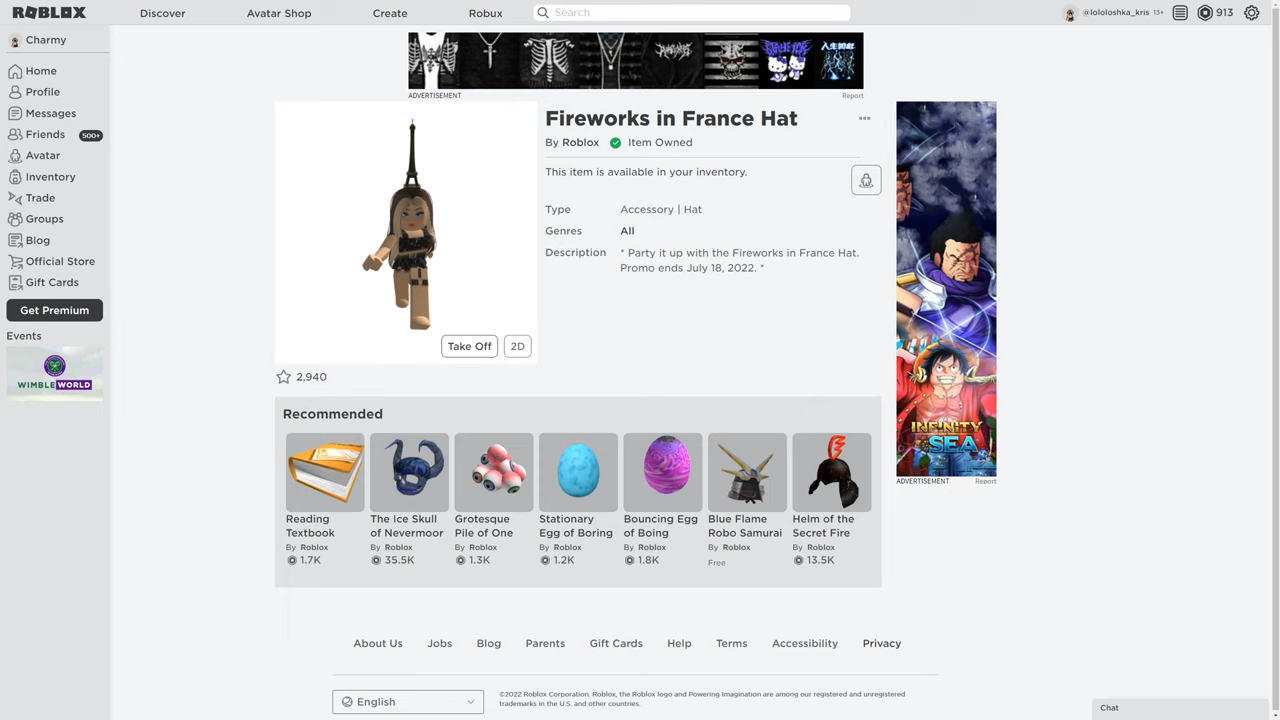 ROBLOX
Discover
Avatar Shop
Create
Robux
Search
@lololoshka_kris 13+
913
Charmy
Home
Profile
Messages
Friends
500+
Avatar
Inventory
Trade
Groups
Blog
Official Store
Gift Cards
Get Premium
Events
WIMBLEWORLD
ADVERTISEMENT
Report
Fireworks in France Hat
By Roblox Item Owned
This item is available in your inventory.
Type Accessory | Hat
Genres All
Description * Party it up with the Fireworks in France Hat.
Promo ends July 18, 2022. *
Take Off
2D
2,940
INFINITY
SEA
ADVERTISEMENT
Report
Recommended
Reading
Textbook
By Roblox
1.7K
The Ice Skull
of Nevermoor
By Roblox
35.5K
Grotesque
Pile of One
By Roblox
1.3K
Stationary
Egg of Boring
By Roblox
1.2K
Bouncing Egg
of Boing
By Roblox
1.8K
Blue Flame
Robo Samurai
By Roblox
Free
Helm of the
Secret Fire
By Roblox
13.5K
About Us
Jobs
Blog
Parents
Gift Cards
Help
Terms
Accessibility
Privacy
English
©2022 Roblox Corporation. Roblox, the Roblox logo and Powering Imagination are among our registered and unregistered
trademarks in the U.S. and other countries.
Chat